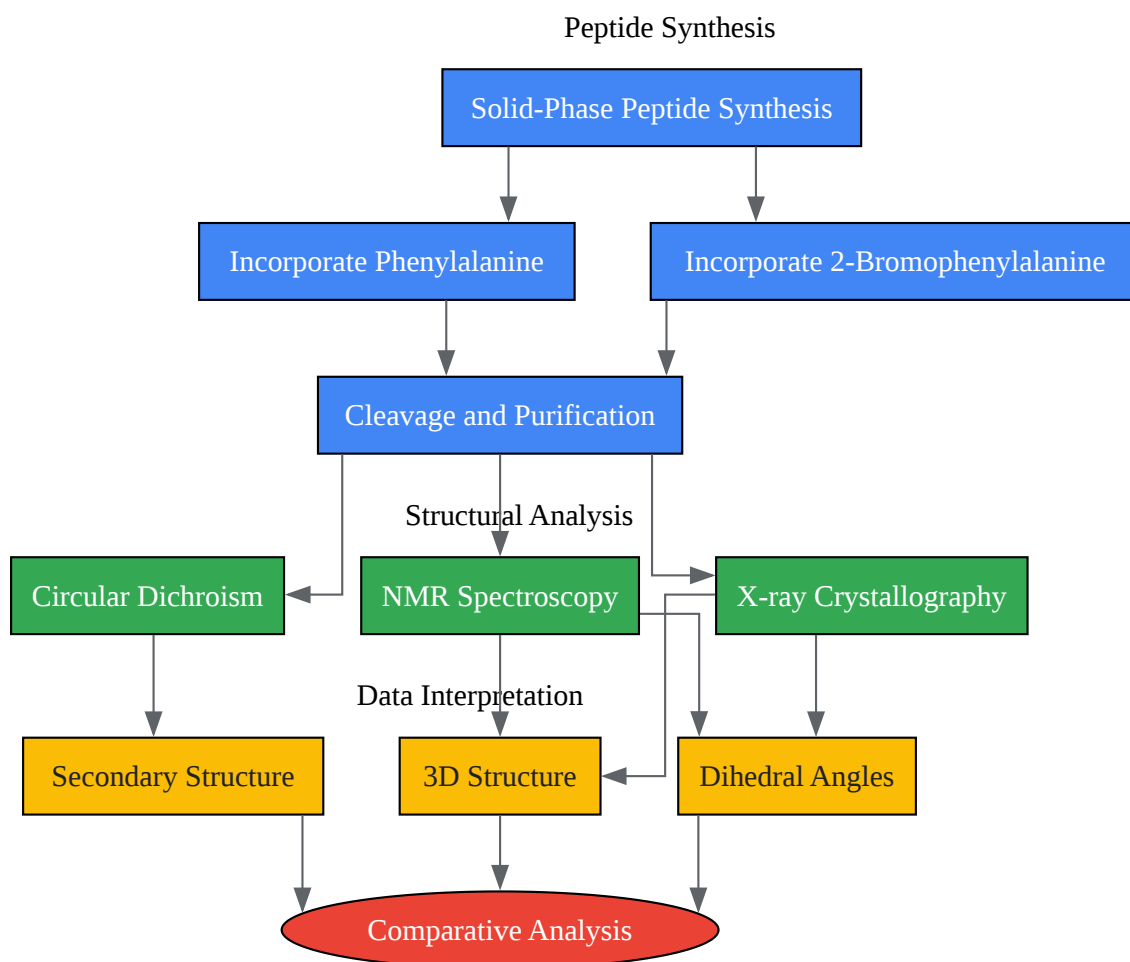 Peptide Synthesis
Solid-Phase Peptide Synthesis
Incorporate Phenylalanine
Incorporate 2-Bromophenylalanine
Cleavage and Purification
Structural Analysis
Circular Dichroism
NMR Spectroscopy
X-ray Crystallography
Data Interpretation
Secondary Structure
3D Structure
Dihedral Angles
Comparative Analysis